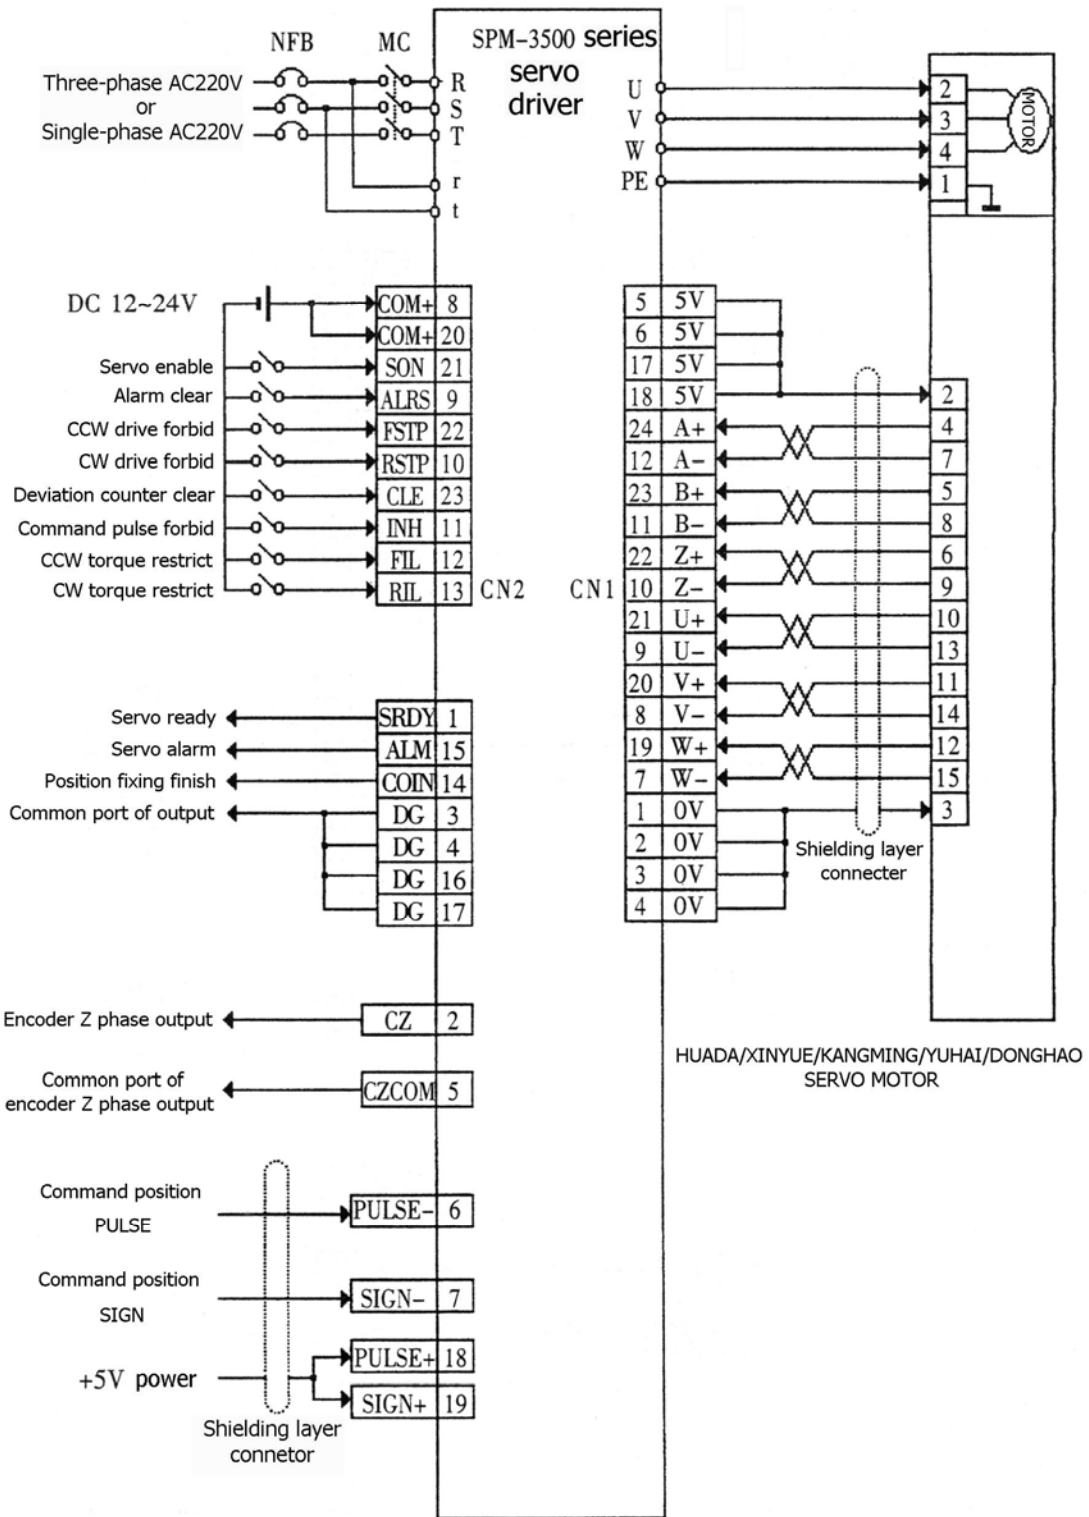 NFB
MC
SPM-3500 series
servo
driver
Three-phase AC220V
or
Single-phase AC220V
R
S
T
r
t
U
V
W
PE
2
3
4
1
MOTOR
DC 12~24V
COM+ 8
COM+ 20
Servo enable SON 21
Alarm clear ALRS 9
CCW drive forbid FSTP 22
CW drive forbid RSTP 10
Deviation counter clear CLE 23
Command pulse forbid INH 11
CCW torque restrict FIL 12
CW torque restrict RIL 13 CN2
Servo ready SRDY 1
Servo alarm ALM 15
Position fixing finish COIN 14
Common port of output DG 3
DG 4
DG 16
DG 17
Encoder Z phase output CZ 2
Common port of
encoder Z phase output
CZCOM 5
Command position
PULSE
PULSE- 6
Command position
SIGN
SIGN- 7
+5V power
PULSE+ 18
SIGN+ 19
Shielding layer
connetor
CN1
5 5V
6 5V
17 5V
18 5V 2
24 A+ 4
12 A- 7
23 B+ 5
11 B- 8
22 Z+ 6
10 Z- 9
21 U+ 10
9 U- 13
20 V+ 11
8 V- 14
19 W+ 12
7 W- 15
1 0V 3
2 0V
3 0V
4 0V
Shielding layer
connecter
HUADA/XINYUE/KANGMING/YUHAI/DONGHAO
SERVO MOTOR